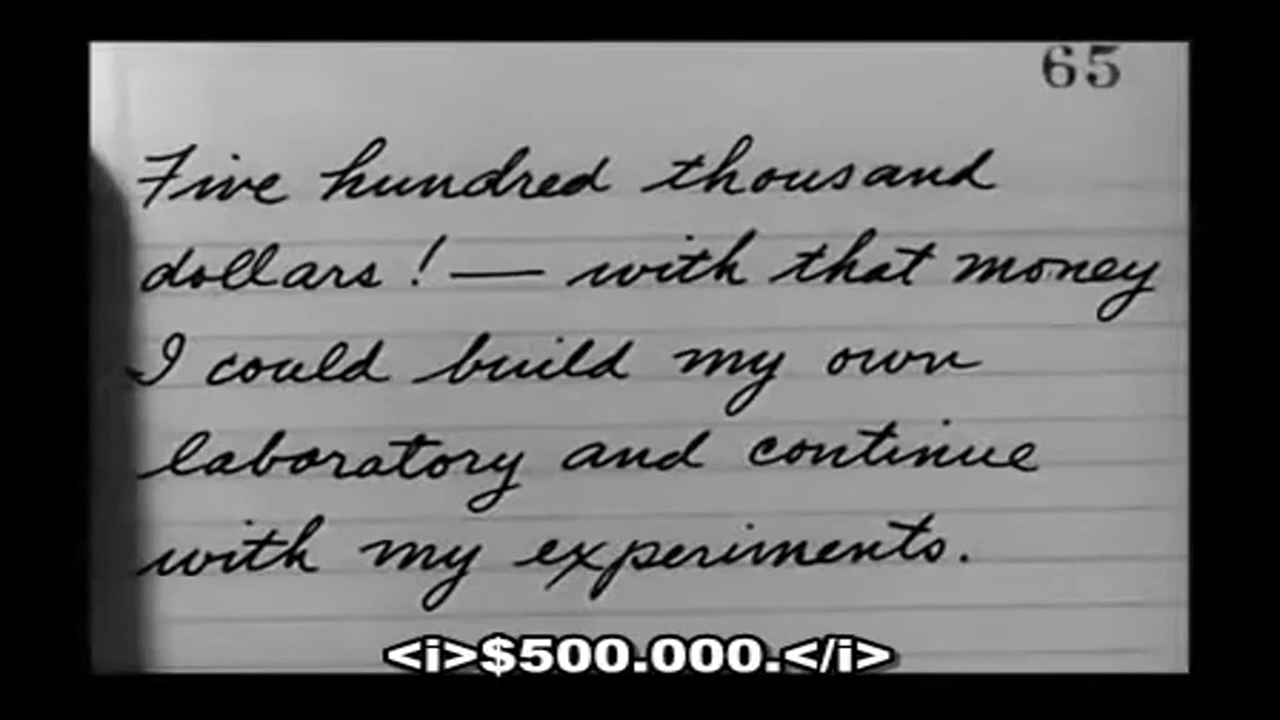 65
Five hundred thousand
dollars! — with that money
I could build my own
laboratory and continue
with my experiments.
<i>$500.000.</i>